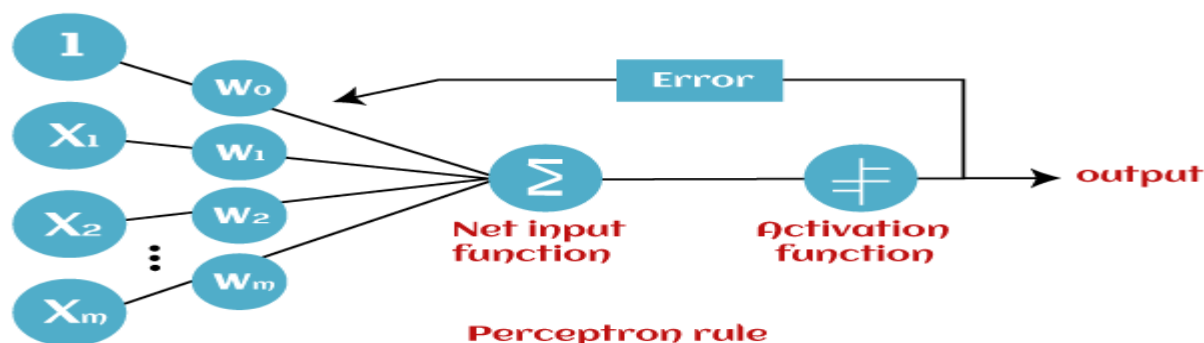 1
w₀
Error
X₁
w₁
Σ
output
X₂
w₂
Net input
function
Activation
function
Xₘ
wₘ
Perceptron rule